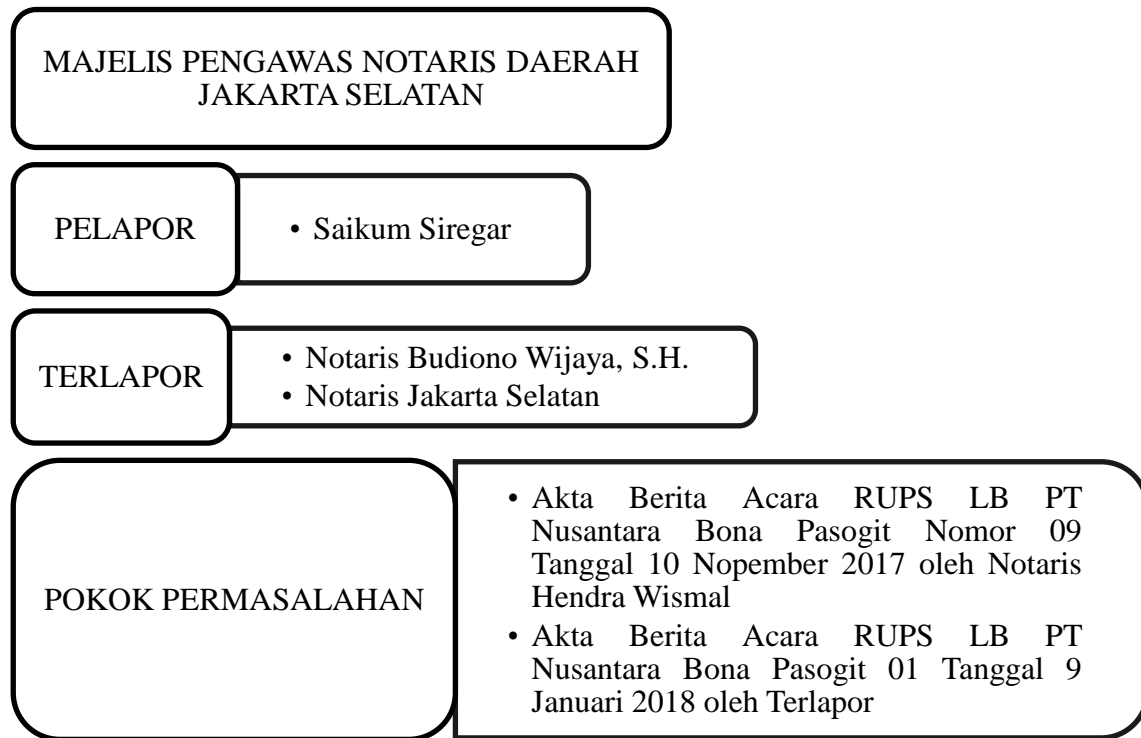 MAJELIS PENGAWAS NOTARIS DAERAH
JAKARTA SELATAN
PELAPOR
• Saikum Siregar
TERLAPOR
• Notaris Budiono Wijaya, S.H.
• Notaris Jakarta Selatan
POKOK PERMASALAHAN
• Akta Berita Acara RUPS LB PT
Nusantara Bona Pasogit Nomor 09
Tanggal 10 Nopember 2017 oleh Notaris
Hendra Wismal
• Akta Berita Acara RUPS LB PT
Nusantara Bona Pasogit 01 Tanggal 9
Januari 2018 oleh Terlapor